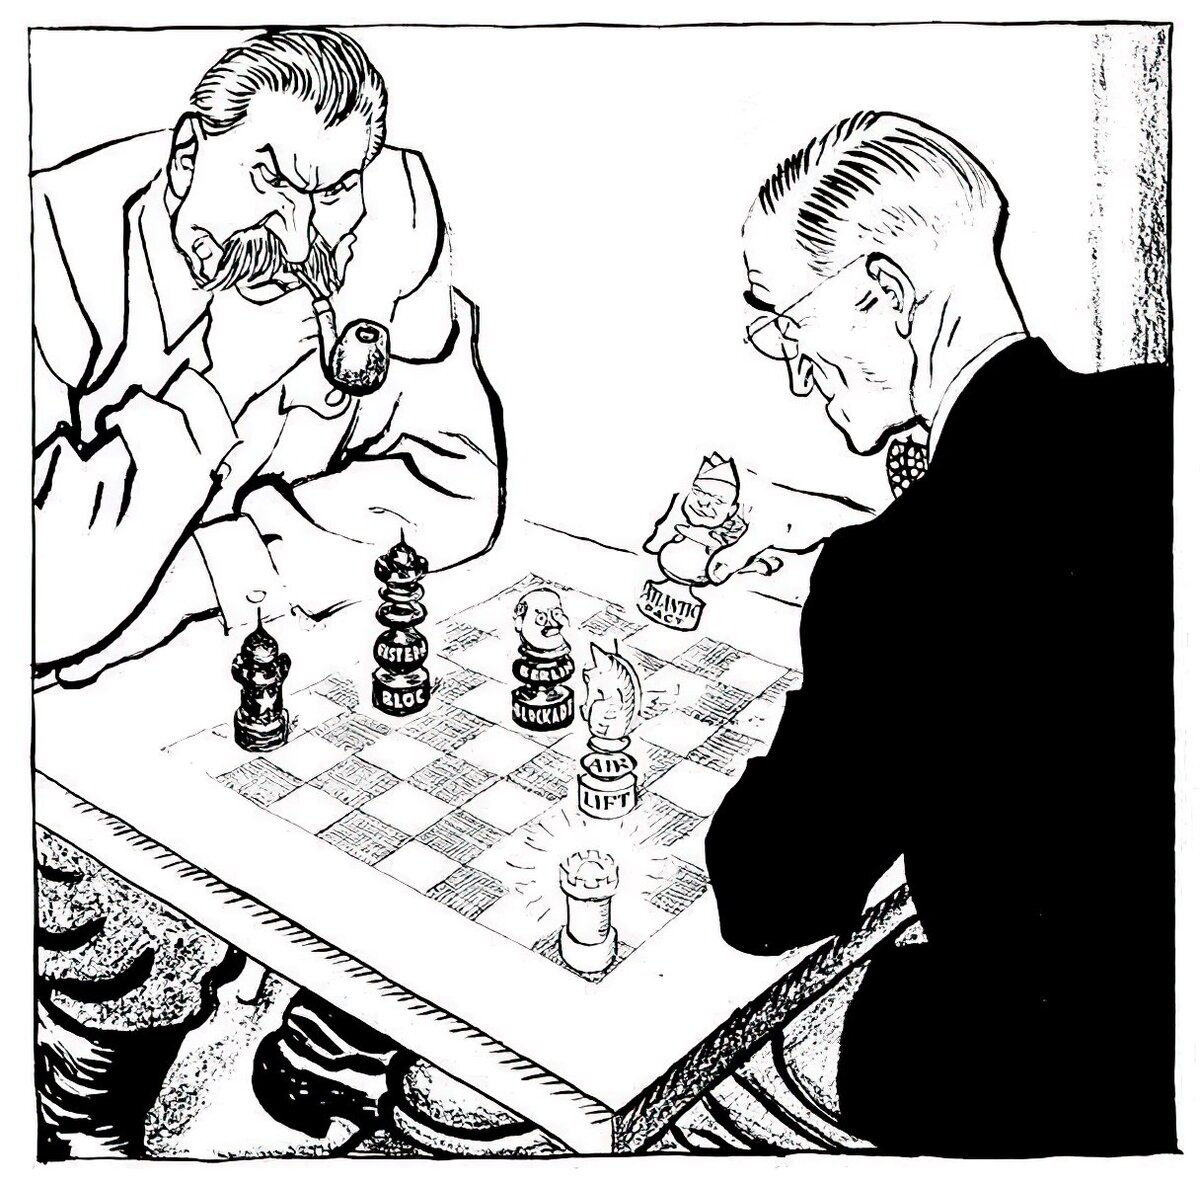 ATLANTIC
PACT
EASTERN
BLOC
BERLIN
BLOCKADE
AIR
LIFT